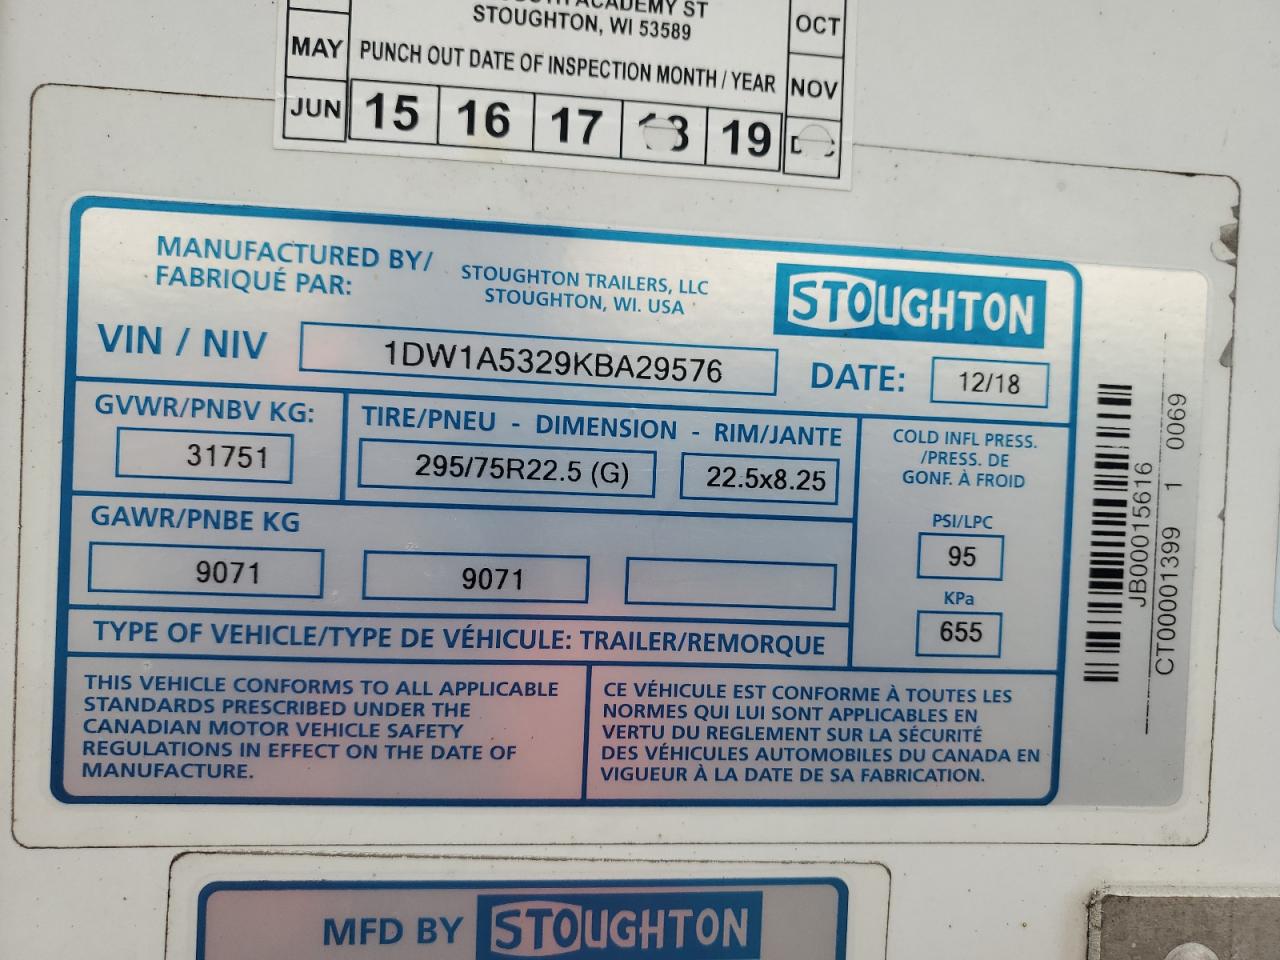 ACADEMY ST
STOUGHTON, WI 53589
OCT
MAY
PUNCH OUT DATE OF INSPECTION MONTH / YEAR
NOV
JUN
15 16 17 18 19
MANUFACTURED BY/
FABRIQUÉ PAR:
STOUGHTON TRAILERS, LLC
STOUGHTON, WI. USA
STOUGHTON
VIN / NIV
1DW1A5329KBA29576
DATE:
12/18
GVWR/PNBV KG:
31751
TIRE/PNEU - DIMENSION - RIM/JANTE
295/75R22.5 (G)
22.5x8.25
COLD INFL PRESS.
/PRESS. DE
GONF. À FROID
PSI/LPC
95
KPa
655
GAWR/PNBE KG
9071
9071
TYPE OF VEHICLE/TYPE DE VÉHICULE: TRAILER/REMORQUE
THIS VEHICLE CONFORMS TO ALL APPLICABLE
STANDARDS PRESCRIBED UNDER THE
CANADIAN MOTOR VEHICLE SAFETY
REGULATIONS IN EFFECT ON THE DATE OF
MANUFACTURE.
CE VÉHICULE EST CONFORME À TOUTES LES
NORMES QUI LUI SONT APPLICABLES EN
VERTU DU REGLEMENT SUR LA SÉCURITÉ
DES VÉHICULES AUTOMOBILES DU CANADA EN
VIGUEUR À LA DATE DE SA FABRICATION.
JB00015616
CT00001399 1 0069
MFD BY STOUGHTON